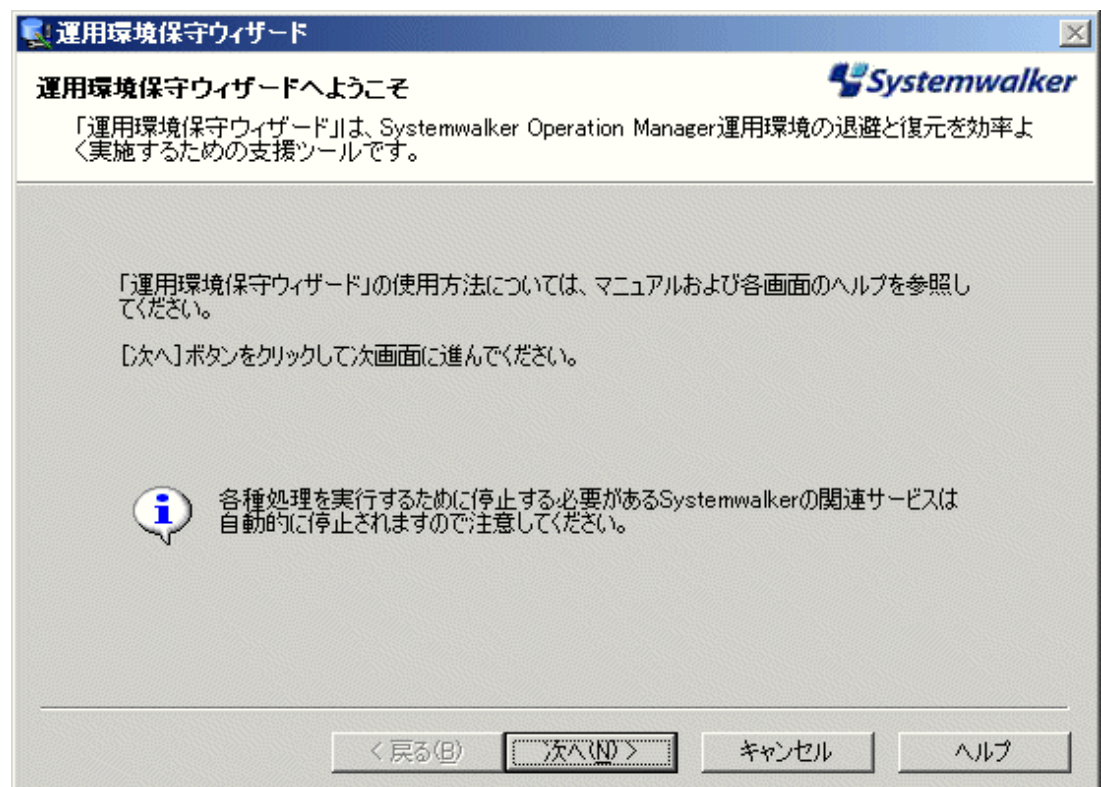 運用環境保守ウィザード
運用環境保守ウィザードへようこそ
Systemwalker
「運用環境保守ウィザード」は、Systemwalker Operation Manager運用環境の退避と復元を効率よ
く実施するための支援ツールです。
「運用環境保守ウィザード」の使用方法については、マニュアルおよび各画面のヘルプを参照し
てください。
[次へ]ボタンをクリックして次画面に進んでください。
各種処理を実行するために停止する必要があるSystemwalkerの関連サービスは
自動的に停止されますので注意してください。
< 戻る(B) 次へ(N) > キャンセル ヘルプ